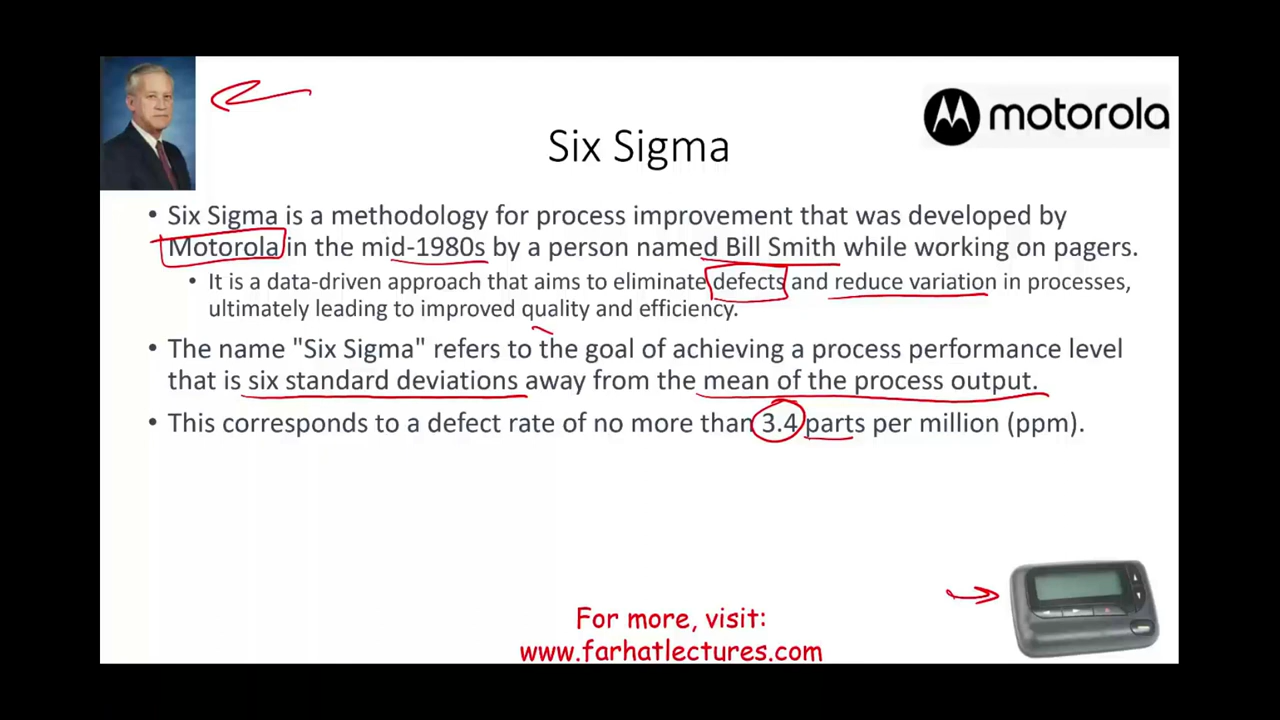 motorola
Six Sigma
• Six Sigma is a methodology for process improvement that was developed by
Motorola in the mid-1980s by a person named Bill Smith while working on pagers.
• It is a data-driven approach that aims to eliminate defects and reduce variation in processes,
ultimately leading to improved quality and efficiency.
• The name "Six Sigma" refers to the goal of achieving a process performance level
that is six standard deviations away from the mean of the process output.
• This corresponds to a defect rate of no more than 3.4 parts per million (ppm).
For more, visit:
www.farhatlectures.com